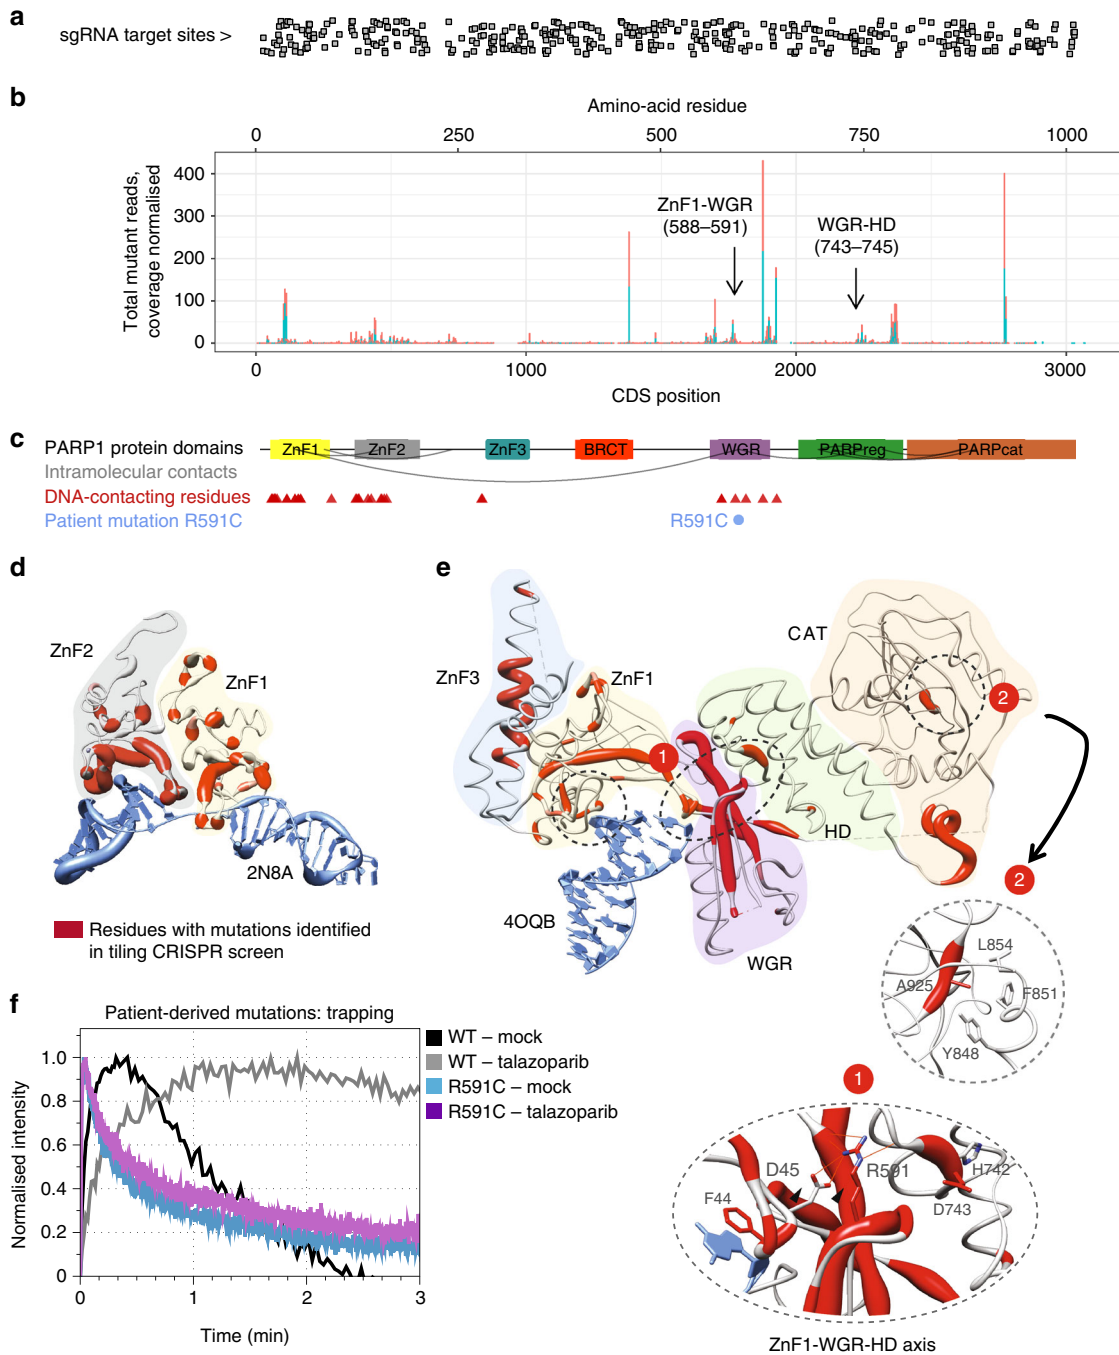 a
sgRNA target sites >
b
Amino-acid residue
0 250 500 750 1000
Total mutant reads,
coverage normalised
400
300
200
100
0
ZnF1-WGR
(588–591)
WGR-HD
(743–745)
0 1000 2000 3000
CDS position
c
PARP1 protein domains
ZnF1 ZnF2 ZnF3 BRCT WGR PARPreg PARPcat
Intramolecular contacts
DNA-contacting residues
Patient mutation R591C
R591C
d
ZnF2
ZnF1
2N8A
Residues with mutations identified
in tiling CRISPR screen
e
ZnF3
ZnF1
CAT
1
2
HD
4OQB
WGR
2
L854
A925
F851
Y848
1
D45
R591
H742
F44
D743
ZnF1-WGR-HD axis
f
Patient-derived mutations: trapping
Normalised intensity
1.0
0.8
0.6
0.4
0.2
0
0 1 2 3
Time (min)
WT – mock
WT – talazoparib
R591C – mock
R591C – talazoparib